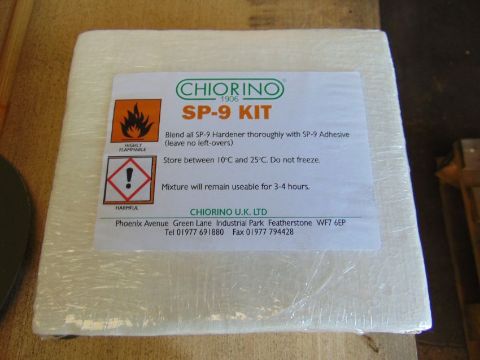 CHIORINO®
1906
SP-9 KIT
HIGHLY
FLAMMABLE
Blend all SP-9 Hardener thoroughly with SP-9 Adhesive
(leave no left-overs)
Store between 10°C and 25°C. Do not freeze.
Mixture will remain useable for 3-4 hours.
HARMFUL
CHIORINO U.K. LTD
Phoenix Avenue Green Lane Industrial Park Featherstone WF7 6EP
Tel 01977 691880 Fax 01977 794428